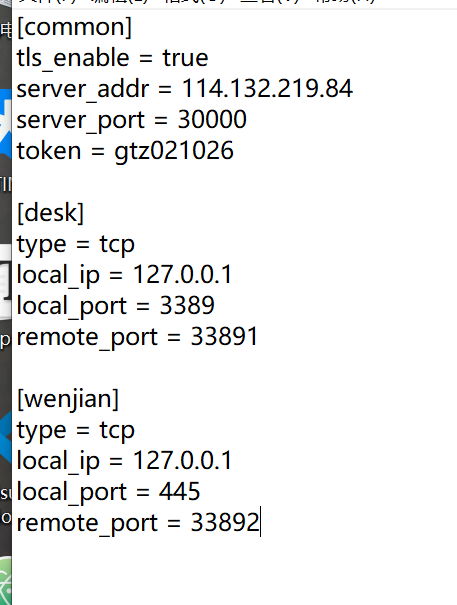 [common]
tls_enable = true
server_addr = 114.132.219.84
server_port = 30000
token = gtz021026
[desk]
type = tcp
local_ip = 127.0.0.1
local_port = 3389
remote_port = 33891
[wenjian]
type = tcp
local_ip = 127.0.0.1
local_port = 445
remote_port = 33892